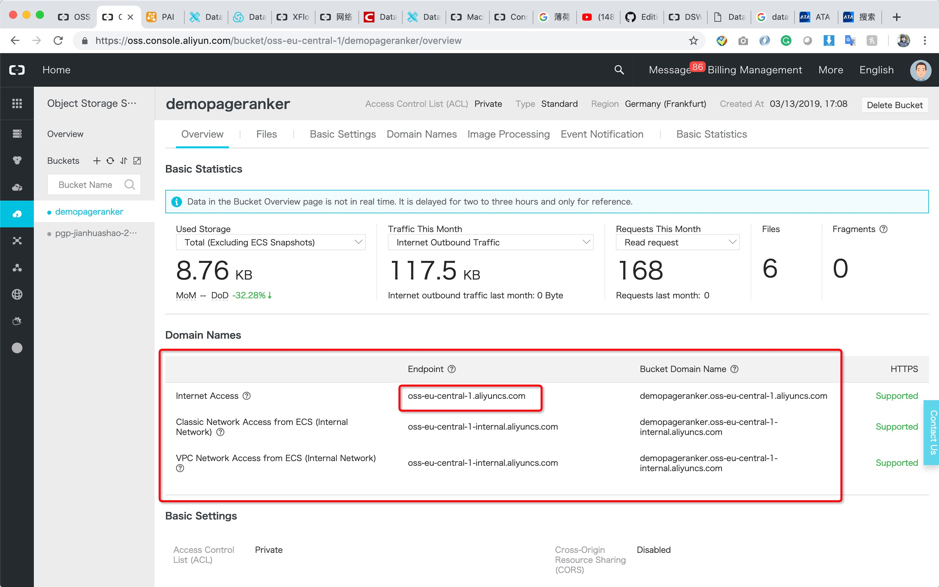 OSS
C
PAI
Data
Data
XFlo
网络
Data
Data
Mac
Con
薄荷
(148
Editi
DSW
Data
data
ATA
搜索
https://oss.console.aliyun.com/bucket/oss-eu-central-1/demopageranker/overview
Home
Message 86
Billing Management
More
English
Object Storage S···
demopageranker
Access Control List (ACL) Private Type Standard Region Germany (Frankfurt) Created At 03/13/2019, 17:08
Delete Bucket
Overview
Buckets
Bucket Name
demopageranker
pgp-jianhuashao-2···
Overview
Files
Basic Settings
Domain Names
Image Processing
Event Notification
Basic Statistics
Basic Statistics
Data in the Bucket Overview page is not in real time. It is delayed for two to three hours and only for reference.
Used Storage
Total (Excluding ECS Snapshots)
8.76 KB
MoM -- DoD -32.28%↓
Traffic This Month
Internet Outbound Traffic
117.5 KB
Internet outbound traffic last month: 0 Byte
Requests This Month
Read request
168
Requests last month: 0
Files
6
Fragments
0
Domain Names
Endpoint
Bucket Domain Name
HTTPS
Internet Access
oss-eu-central-1.aliyuncs.com
demopageranker.oss-eu-central-1.aliyuncs.com
Supported
Classic Network Access from ECS (Internal
Network)
oss-eu-central-1-internal.aliyuncs.com
demopageranker.oss-eu-central-1-
internal.aliyuncs.com
Supported
VPC Network Access from ECS (Internal Network)
oss-eu-central-1-internal.aliyuncs.com
demopageranker.oss-eu-central-1-
internal.aliyuncs.com
Supported
Contact Us
Basic Settings
Access Control
List (ACL)
Private
Cross-Origin
Resource Sharing
(CORS)
Disabled